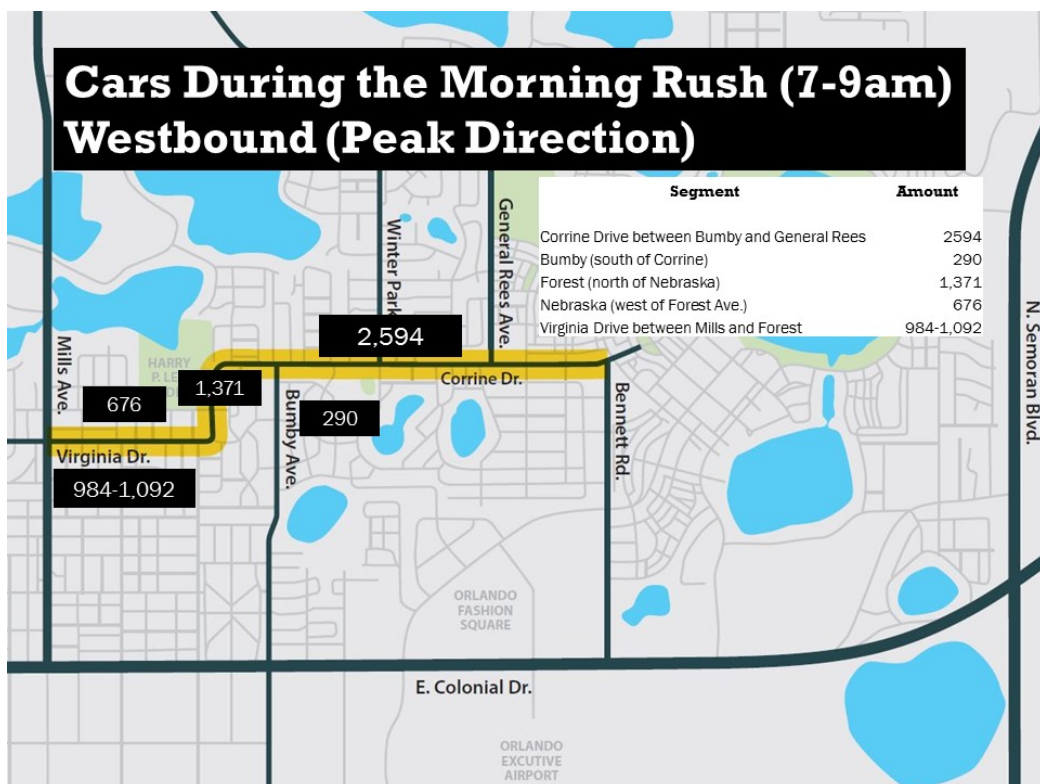 Cars During the Morning Rush (7-9am)
Westbound (Peak Direction)
Segment Amount
Corrine Drive between Bumby and General Rees 2594
Bumby (south of Corrine) 290
Forest (north of Nebraska) 1,371
Nebraska (west of Forest Ave.) 676
Virginia Drive between Mills and Forest 984-1,092
General Rees Ave.
Winter Park
N. Semoran Blvd.
2,594
Mills Ave.
HARRY
P. LE
1,371
Corrine Dr.
676
Bumby Ave.
290
Bennett Rd.
Virginia Dr.
984-1,092
ORLANDO
FASHION
SQUARE
E. Colonial Dr.
ORLANDO
EXCUTIVE
AIRPORT